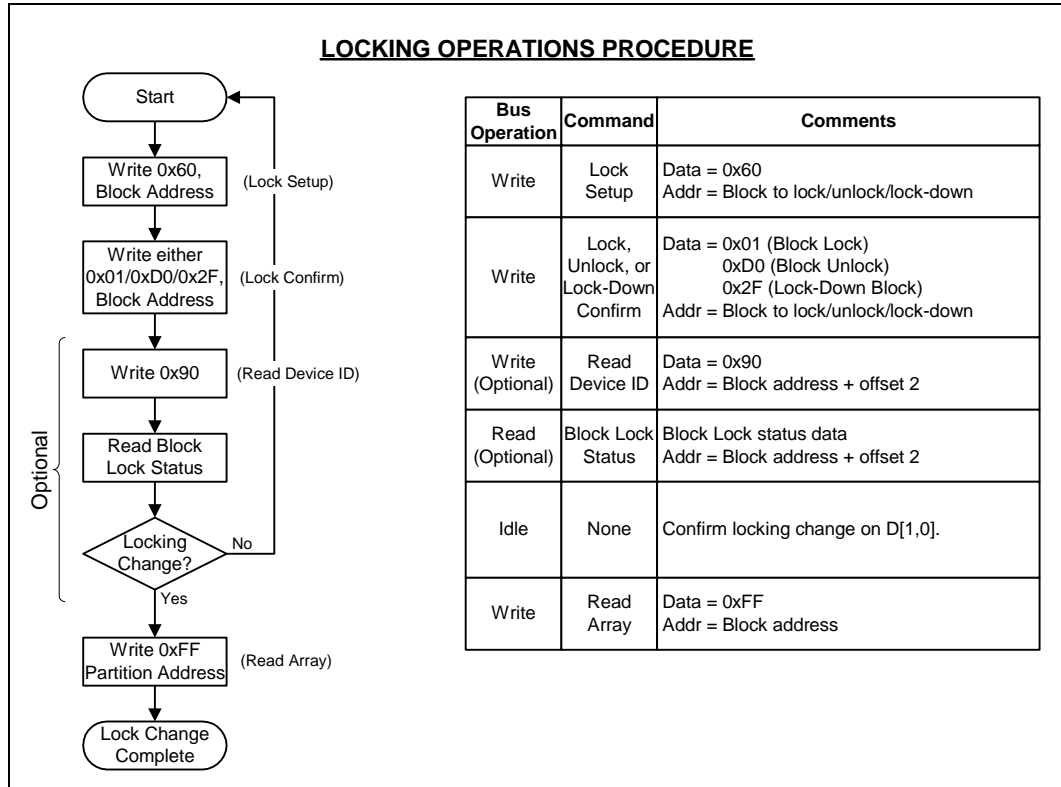 LOCKING OPERATIONS PROCEDURE
Start
Write 0x60,
Block Address
(Lock Setup)
Write either
0x01/0xD0/0x2F,
Block Address
(Lock Confirm)
Optional
Write 0x90
(Read Device ID)
Read Block
Lock Status
Locking
Change?
No
Yes
Write 0xFF
Partition Address
(Read Array)
Lock Change
Complete
Bus
Operation
Command
Comments
Write
Lock
Setup
Data = 0x60
Addr = Block to lock/unlock/lock-down
Write
Lock,
Unlock, or
Lock-Down
Confirm
Data = 0x01 (Block Lock)
0xD0 (Block Unlock)
0x2F (Lock-Down Block)
Addr = Block to lock/unlock/lock-down
Write
(Optional)
Read
Device ID
Data = 0x90
Addr = Block address + offset 2
Read
(Optional)
Block Lock
Status
Block Lock status data
Addr = Block address + offset 2
Idle
None
Confirm locking change on D[1,0].
Write
Read
Array
Data = 0xFF
Addr = Block address